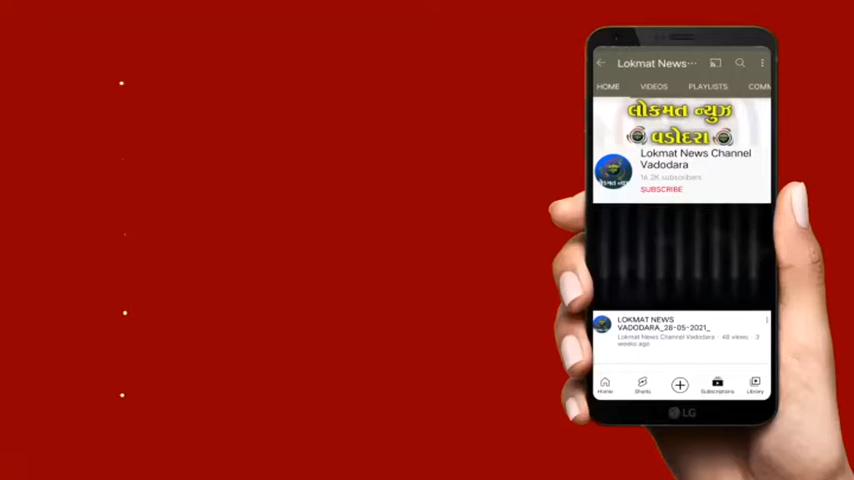 Lokmat News...
HOME VIDEOS PLAYLISTS COMM
લોકમત ન્યુઝ
વડોદરા
Lokmat News Channel
Vadodara
16.2K subscribers
SUBSCRIBE
LOKMAT NEWS
VADODARA_28-05-2021_
Lokmat News Channel Vadodara · 48 views · 3
weeks ago
Home Shorts Subscriptions Library
LG